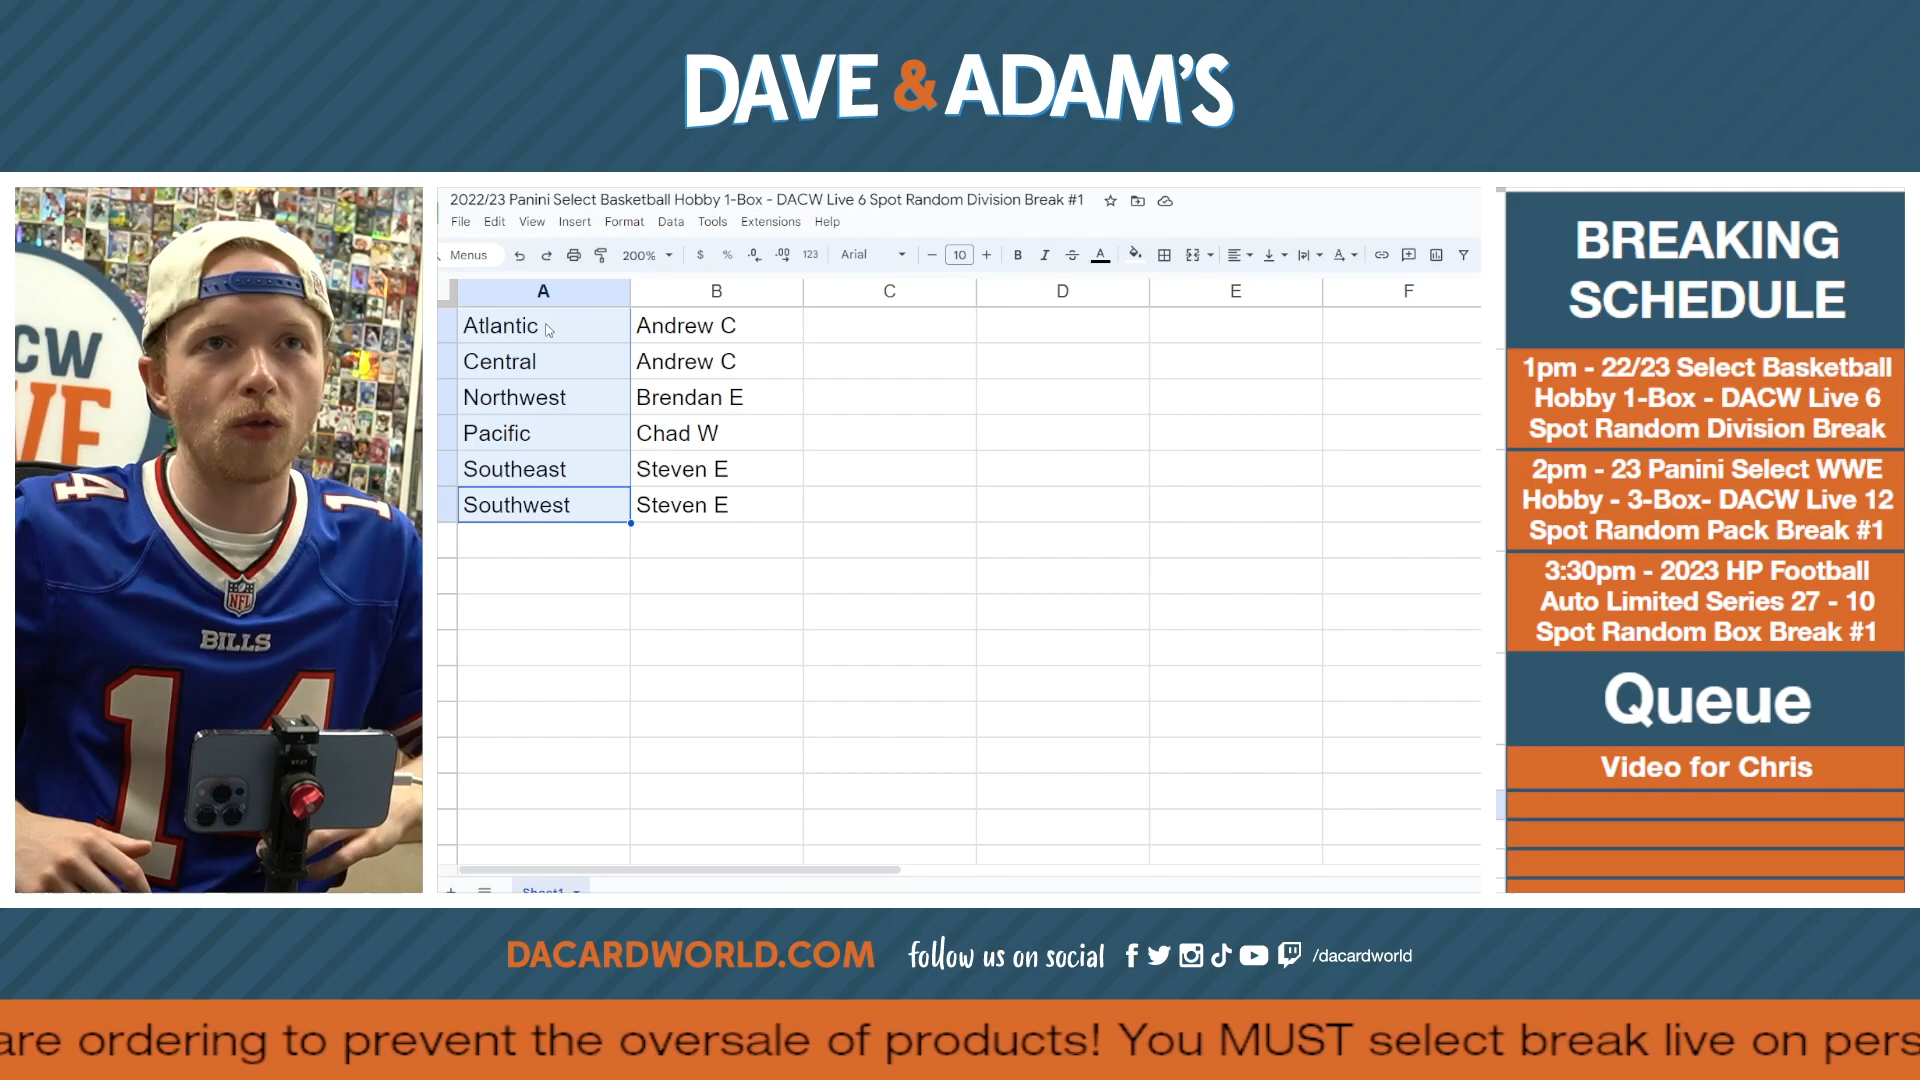 DAVE & ADAM'S
2022/23 Panini Select Basketball Hobby 1-Box - DACW Live 6 Spot Random Division Break #1
File Edit View Insert Format Data Tools Extensions Help
Menus 200% $ % .0 .00 123 Arial 10 B I S A
A B C D E F
Atlantic Andrew C
Central Andrew C
Northwest Brendan E
Pacific Chad W
Southeast Steven E
Southwest Steven E
Sheet1
CW
14
NFL
BILLS
14
BREAKING
SCHEDULE
1pm - 22/23 Select Basketball
Hobby 1-Box - DACW Live 6
Spot Random Division Break
2pm - 23 Panini Select WWE
Hobby - 3-Box- DACW Live 12
Spot Random Pack Break #1
3:30pm - 2023 HP Football
Auto Limited Series 27 - 10
Spot Random Box Break #1
Queue
Video for Chris
DACARDWORLD.COM follow us on social /dacardworld
are ordering to prevent the oversale of products! You MUST select break live on pers